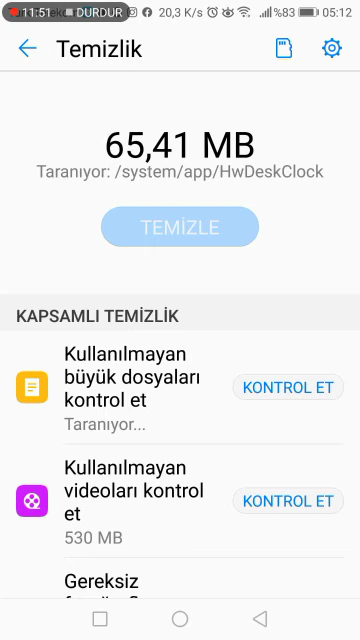 11:51 DURDUR 20,3 K/s %83 05:12
Temizlik
65,41 MB
Taranıyor: /system/app/HwDeskClock
TEMİZLE
KAPSAMLI TEMİZLİK
Kullanılmayan
büyük dosyaları
kontrol et
KONTROL ET
Taranıyor...
Kullanılmayan
videoları kontrol
et
KONTROL ET
530 MB
Gereksiz